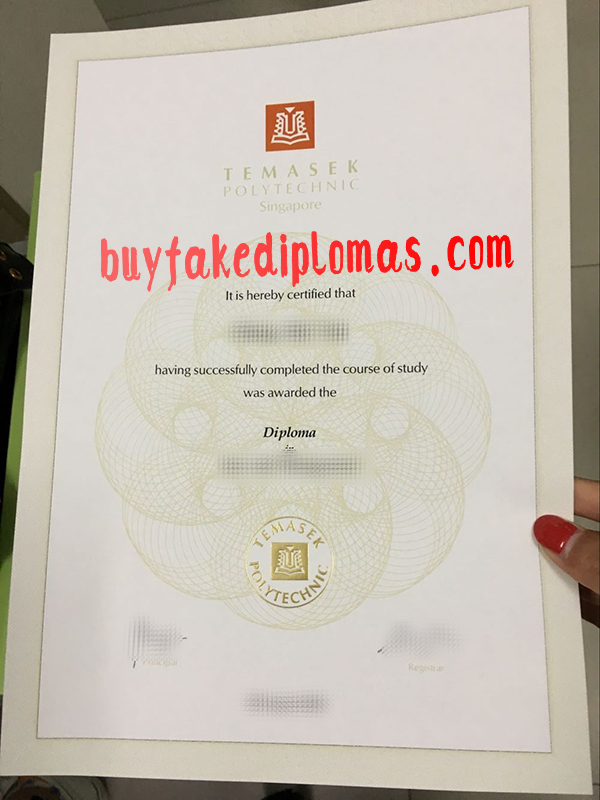 TEMASEK
POLYTECHNIC
Singapore
buyfakediplomas.com
It is hereby certified that
having successfully completed the course of study
was awarded the
Diploma
in
TEMASEK
POLYTECHNIC
Principal
Registrar